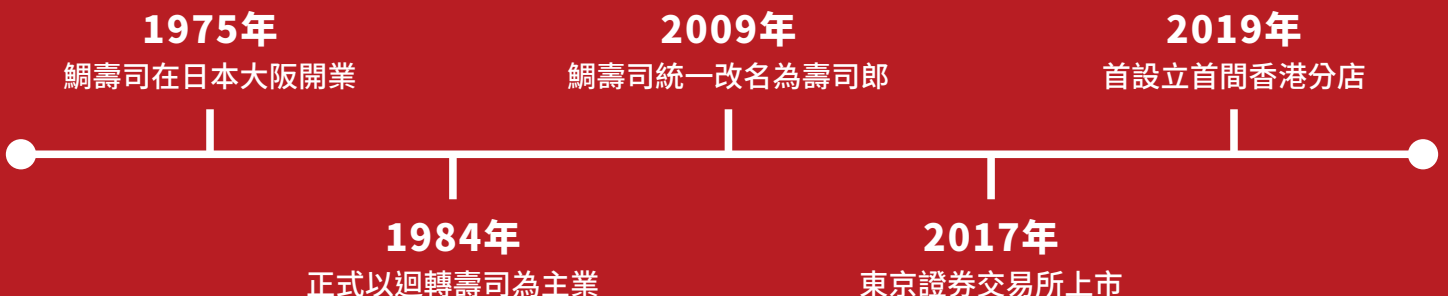 1975年
鯛壽司在日本大阪開業
1984年
正式以迴轉壽司為主業
2009年
鯛壽司統一改名為壽司郎
2017年
東京證券交易所上市
2019年
首設立首間香港分店